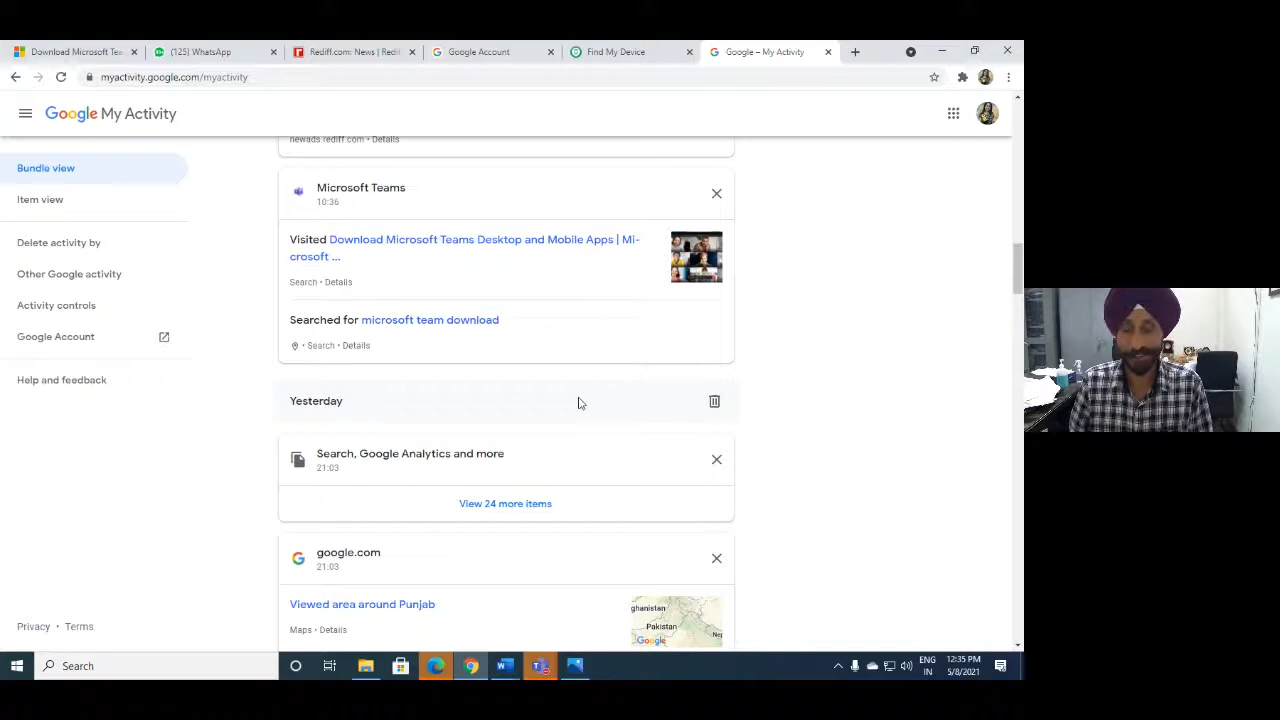 Download Microsoft Tea
(125) WhatsApp
Rediff.com: News | Redi
Google Account
Find My Device
Google – My Activity
myactivity.google.com/myactivity
Google My Activity
newads.rediff.com • Details
Bundle view
Item view
Delete activity by
Other Google activity
Activity controls
Google Account
Help and feedback
Privacy • Terms
Microsoft Teams
10:36
Visited Download Microsoft Teams Desktop and Mobile Apps | Mi-
crosoft ...
Search • Details
Searched for microsoft team download
• Search • Details
Yesterday
Search, Google Analytics and more
21:03
View 24 more items
google.com
21:03
Viewed area around Punjab
Maps • Details
ghanistan
Pakistan
Nep
Google
Search
ENG
IN
12:35 PM
5/8/2021